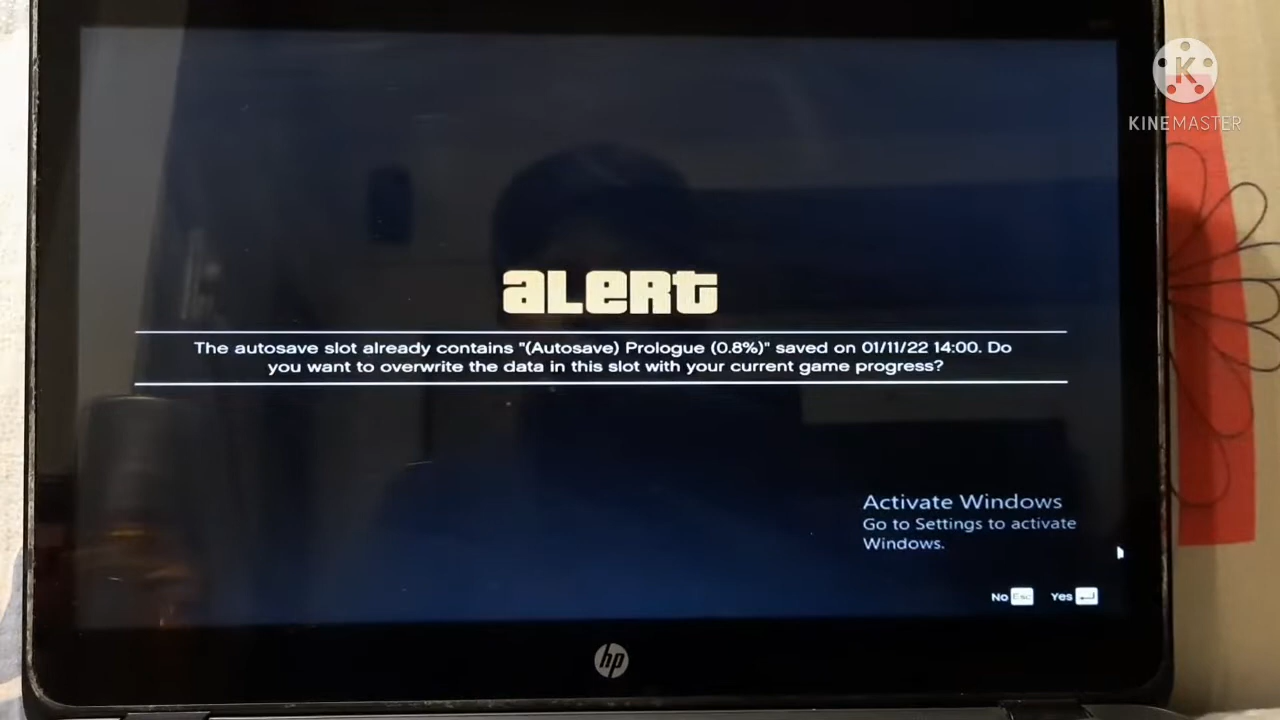 KINEMASTER
aLeRt
The autosave slot already contains "(Autosave) Prologue (0.8%)" saved on 01/11/22 14:00. Do
you want to overwrite the data in this slot with your current game progress?
Activate Windows
Go to Settings to activate
Windows.
No Esc Yes
hp